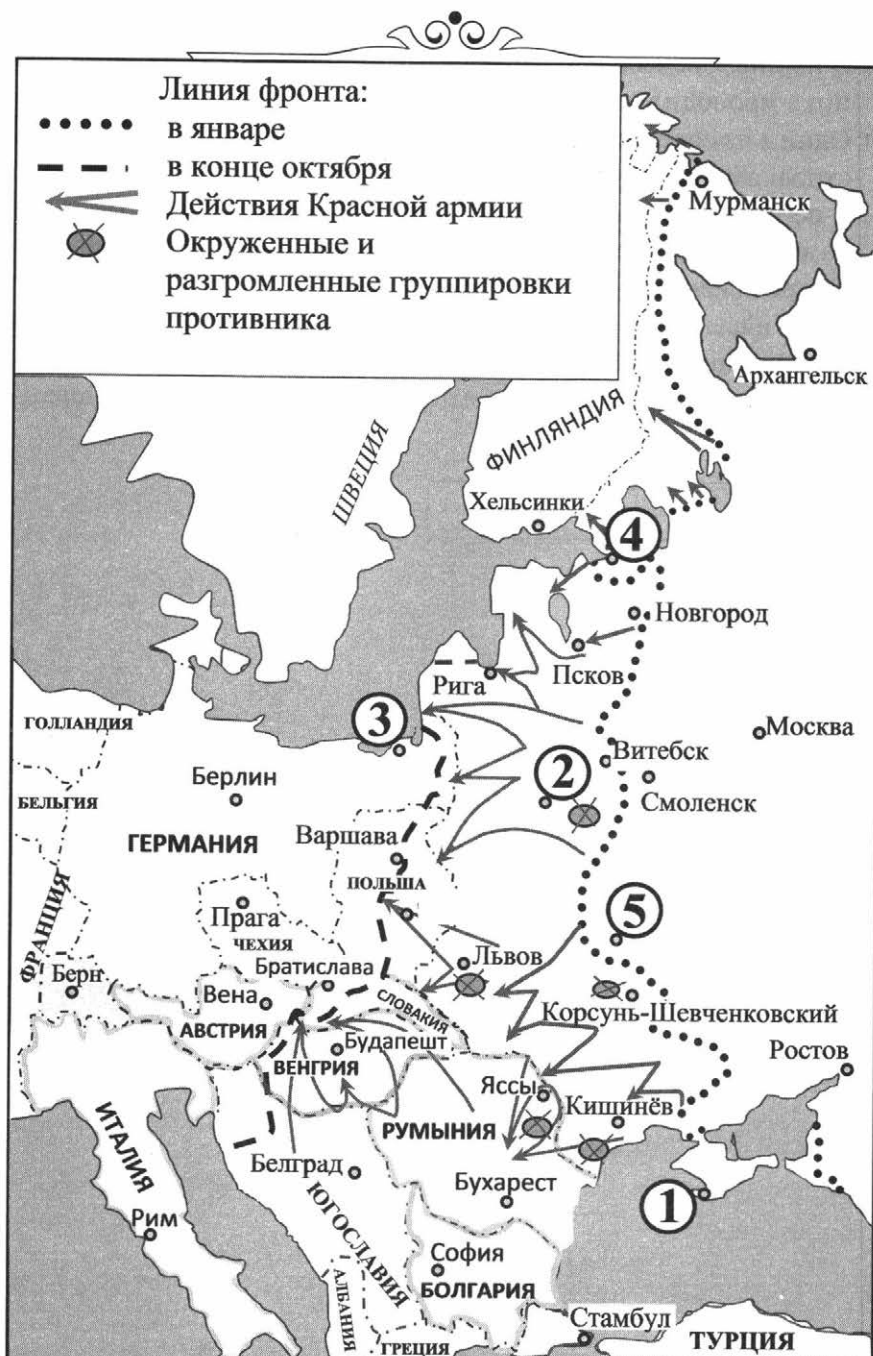 Линия фронта:
в январе
в конце октября
Действия Красной армии
Окруженные и
разгромленные группировки
противника
Мурманск
Архангельск
ФИНЛЯНДИЯ
ШВЕЦИЯ
Хельсинки
4
Новгород
Псков
Рига
3
Москва
ГОЛЛАНДИЯ
Витебск
2
Берлин
БЕЛЬГИЯ
Смоленск
ГЕРМАНИЯ
Варшава
ПОЛЬША
ФРАНЦИЯ
Прага
ЧЕХИЯ
5
Львов
Братислава
Берн
Вена
СЛОВАКИЯ
Корсунь-Шевченковский
АВСТРИЯ
Будапешт
Ростов
ВЕНГРИЯ
Яссы
Кишинёв
ИТАЛИЯ
РУМЫНИЯ
Белград
ЮГОСЛАВИЯ
Бухарест
1
Рим
София
БОЛГАРИЯ
АЛБАНИЯ
Стамбул
ГРЕЦИЯ
ТУРЦИЯ